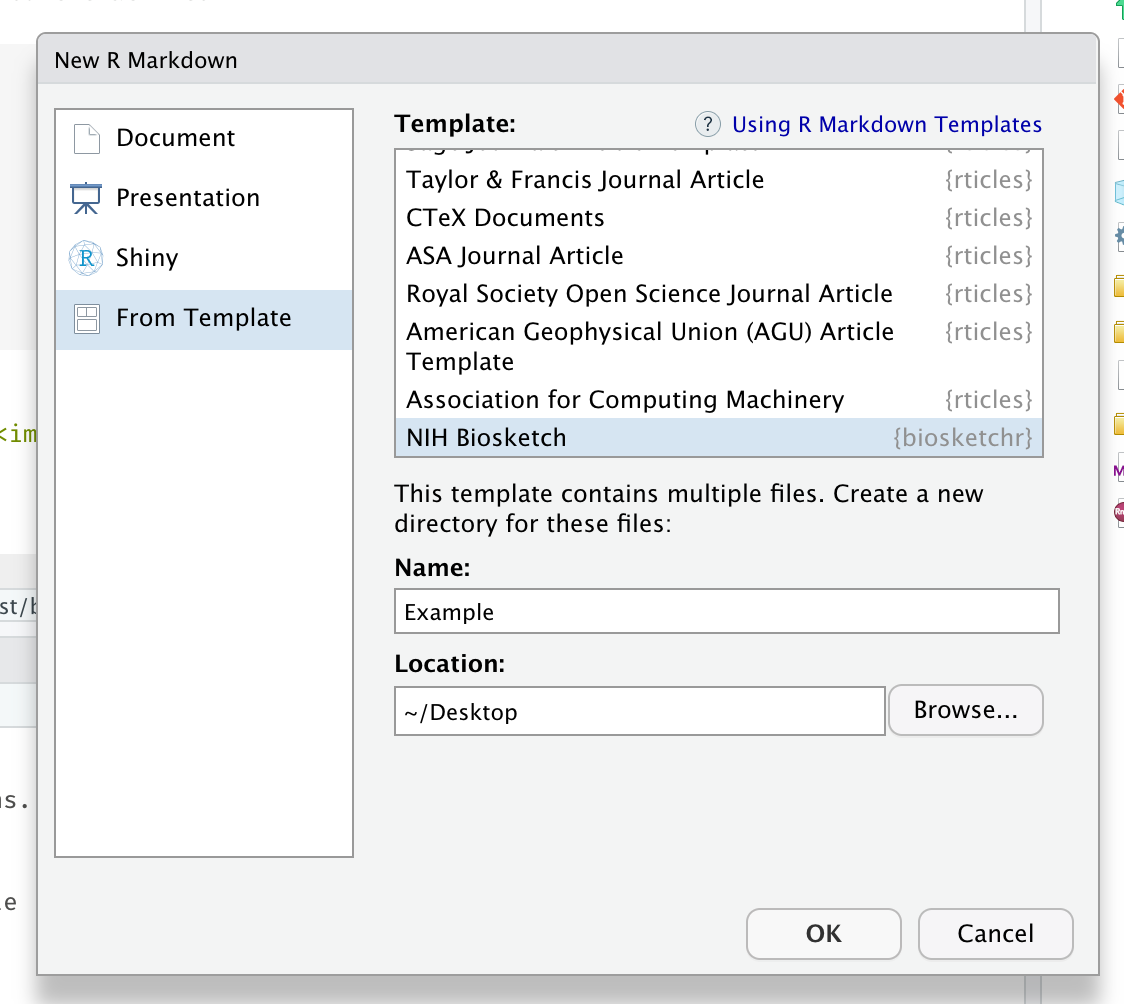 New R Markdown
Document
Presentation
Shiny
From Template
Template:
? Using R Markdown Templates
Taylor & Francis Journal Article {rticles}
CTeX Documents {rticles}
ASA Journal Article {rticles}
Royal Society Open Science Journal Article {rticles}
American Geophysical Union (AGU) Article {rticles}
Template
Association for Computing Machinery {rticles}
NIH Biosketch {biosketchr}
This template contains multiple files. Create a new
directory for these files:
Name:
Example
Location:
~/Desktop
Browse...
OK
Cancel
<im
st/b
s.
e